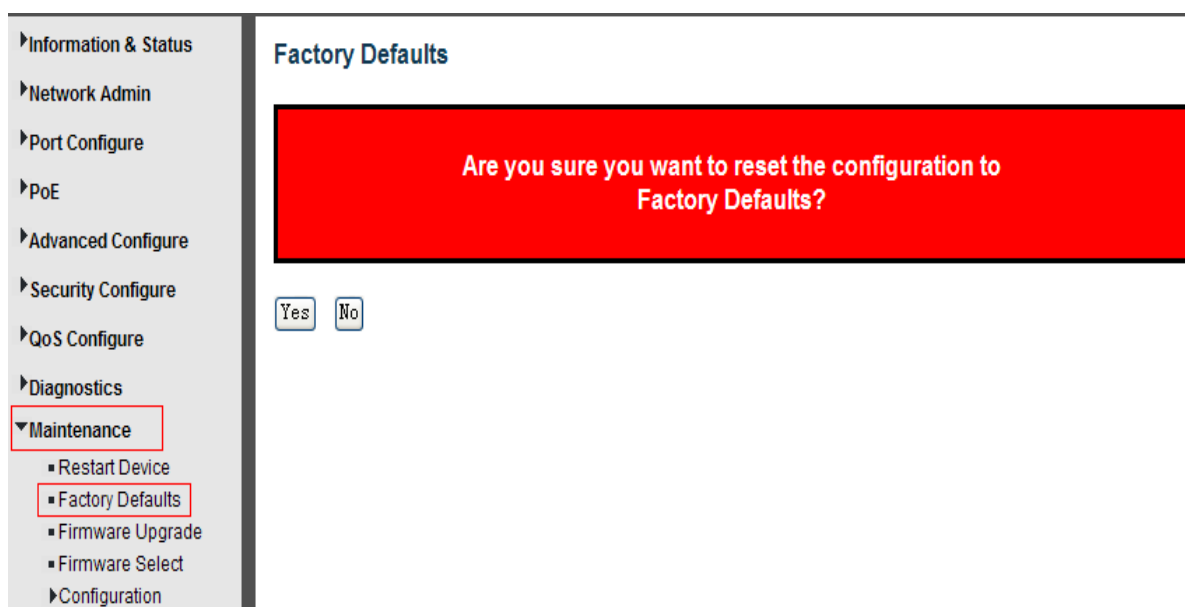 Information & Status
Network Admin
Port Configure
PoE
Advanced Configure
Security Configure
QoS Configure
Diagnostics
Maintenance
Restart Device
Factory Defaults
Firmware Upgrade
Firmware Select
Configuration
Factory Defaults
Are you sure you want to reset the configuration to
Factory Defaults?
Yes No